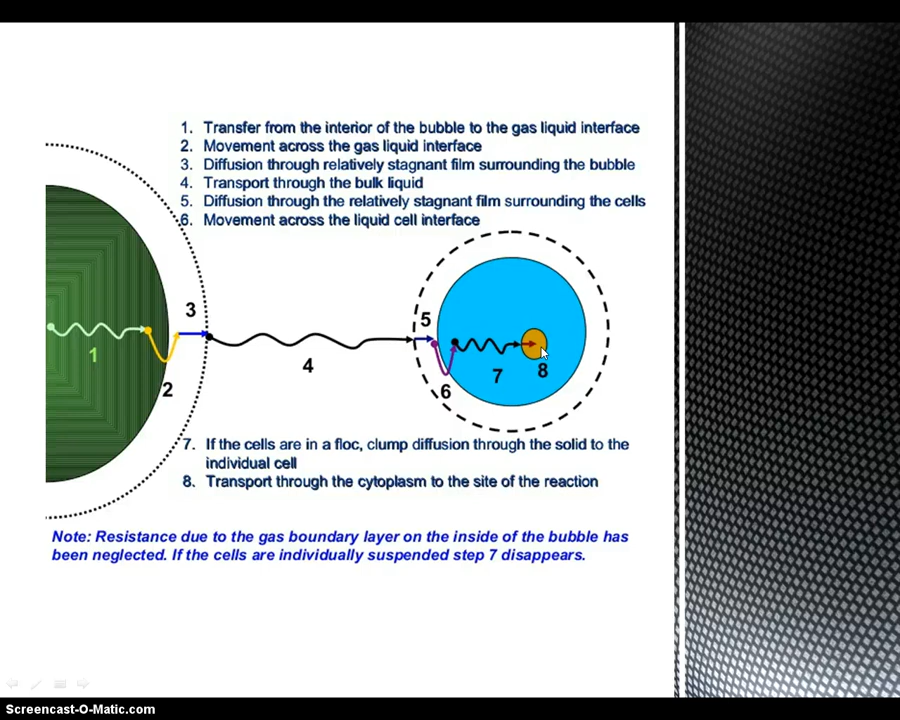 1. Transfer from the interior of the bubble to the gas liquid interface
2. Movement across the gas liquid interface
3. Diffusion through relatively stagnant film surrounding the bubble
4. Transport through the bulk liquid
5. Diffusion through the relatively stagnant film surrounding the cells
6. Movement across the liquid cell interface
3
5
1
4
2
6
7
8
7. If the cells are in a floc, clump diffusion through the solid to the
individual cell
8. Transport through the cytoplasm to the site of the reaction
Note: Resistance due to the gas boundary layer on the inside of the bubble has
been neglected. If the cells are individually suspended step 7 disappears.
Screencast-O-Matic.com